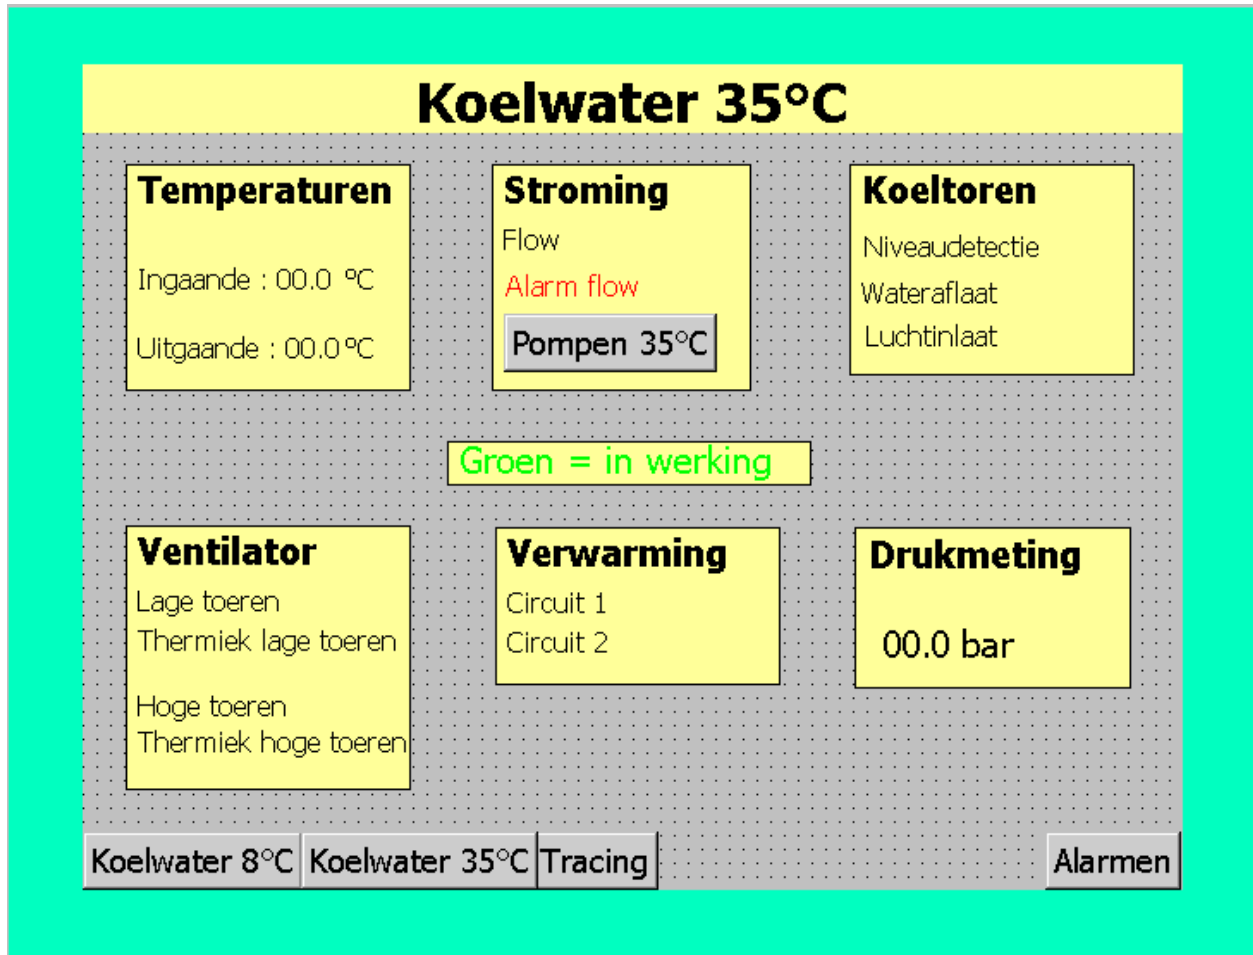 Koelwater 35°C
Temperaturen
Ingaande : 00.0 ºC
Uitgaande : 00.0ºC
Stroming
Flow
Alarm flow
Pompen 35°C
Koeltoren
Niveaudetectie
Wateraflaat
Luchtinlaat
Groen = in werking
Ventilator
Lage toeren
Thermiek lage toeren
Hoge toeren
Thermiek hoge toeren
Verwarming
Circuit 1
Circuit 2
Drukmeting
00.0 bar
Koelwater 8°C
Koelwater 35°C
Tracing
Alarmen